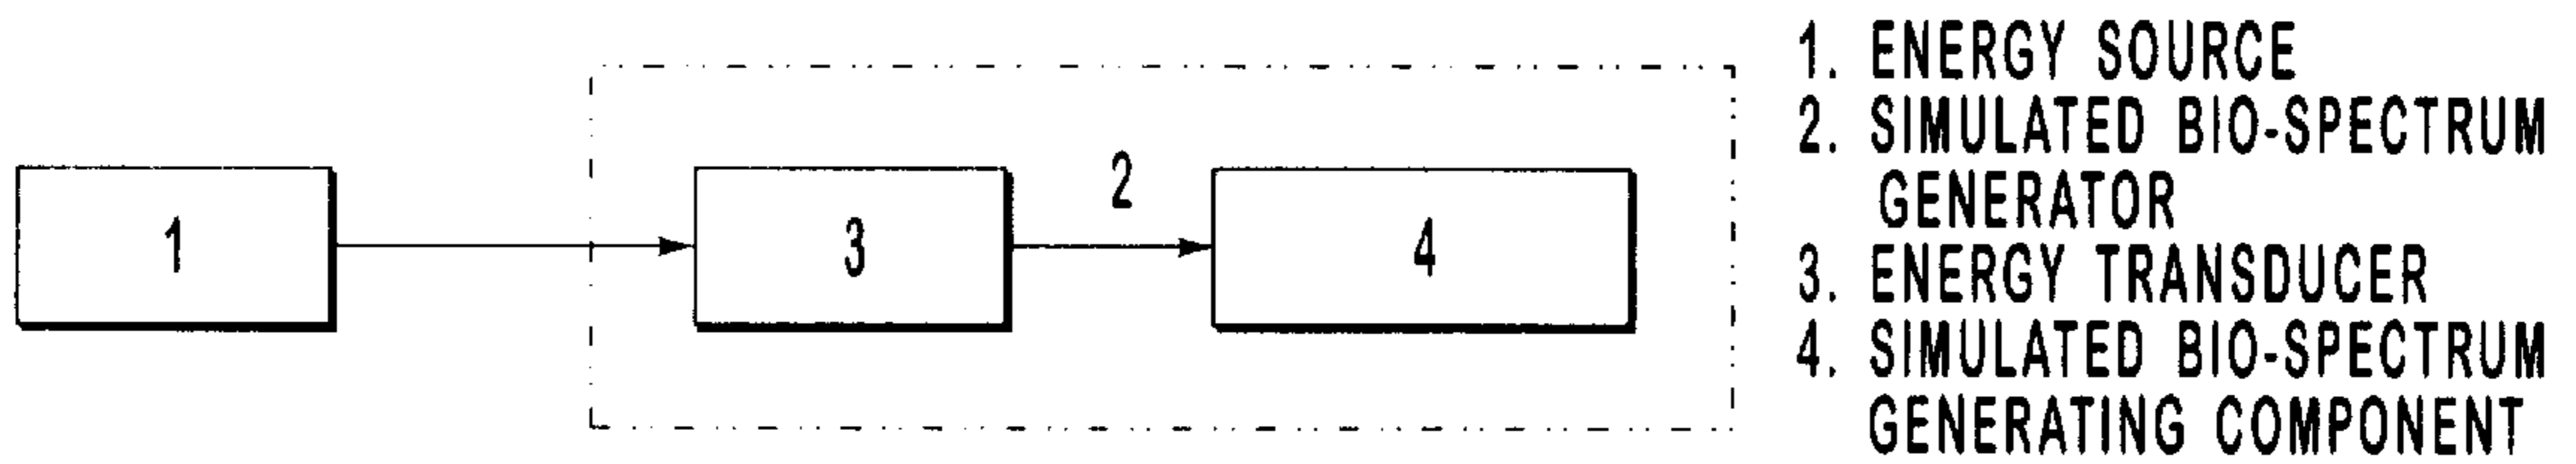 1
3
2
4
1. ENERGY SOURCE
2. SIMULATED BIO-SPECTRUM
GENERATOR
3. ENERGY TRANSDUCER
4. SIMULATED BIO-SPECTRUM
GENERATING COMPONENT